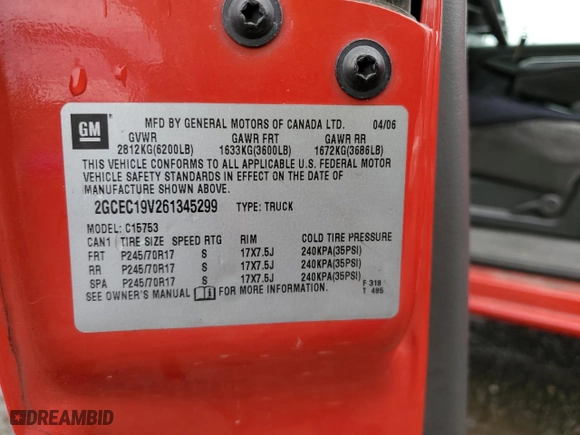 GM
MFD BY GENERAL MOTORS OF CANADA LTD. 04/06
GVWR GAWR FRT GAWR RR
2812KG(6200LB) 1633KG(3600LB) 1672KG(3686LB)
THIS VEHICLE CONFORMS TO ALL APPLICABLE U.S. FEDERAL MOTOR
VEHICLE SAFETY STANDARDS IN EFFECT ON THE DATE OF
MANUFACTURE SHOWN ABOVE.
2GCEC19V261345299 TYPE: TRUCK
MODEL: C15753
CAN1 TIRE SIZE SPEED RTG RIM COLD TIRE PRESSURE
FRT P245/70R17 S 17X7.5J 240KPA(35PSI)
RR P245/70R17 S 17X7.5J 240KPA(35PSI)
SPA P245/70R17 S 17X7.5J 240KPA(35PSI)
SEE OWNER'S MANUAL FOR MORE INFORMATION.
F 318
T 495
DREAMBID